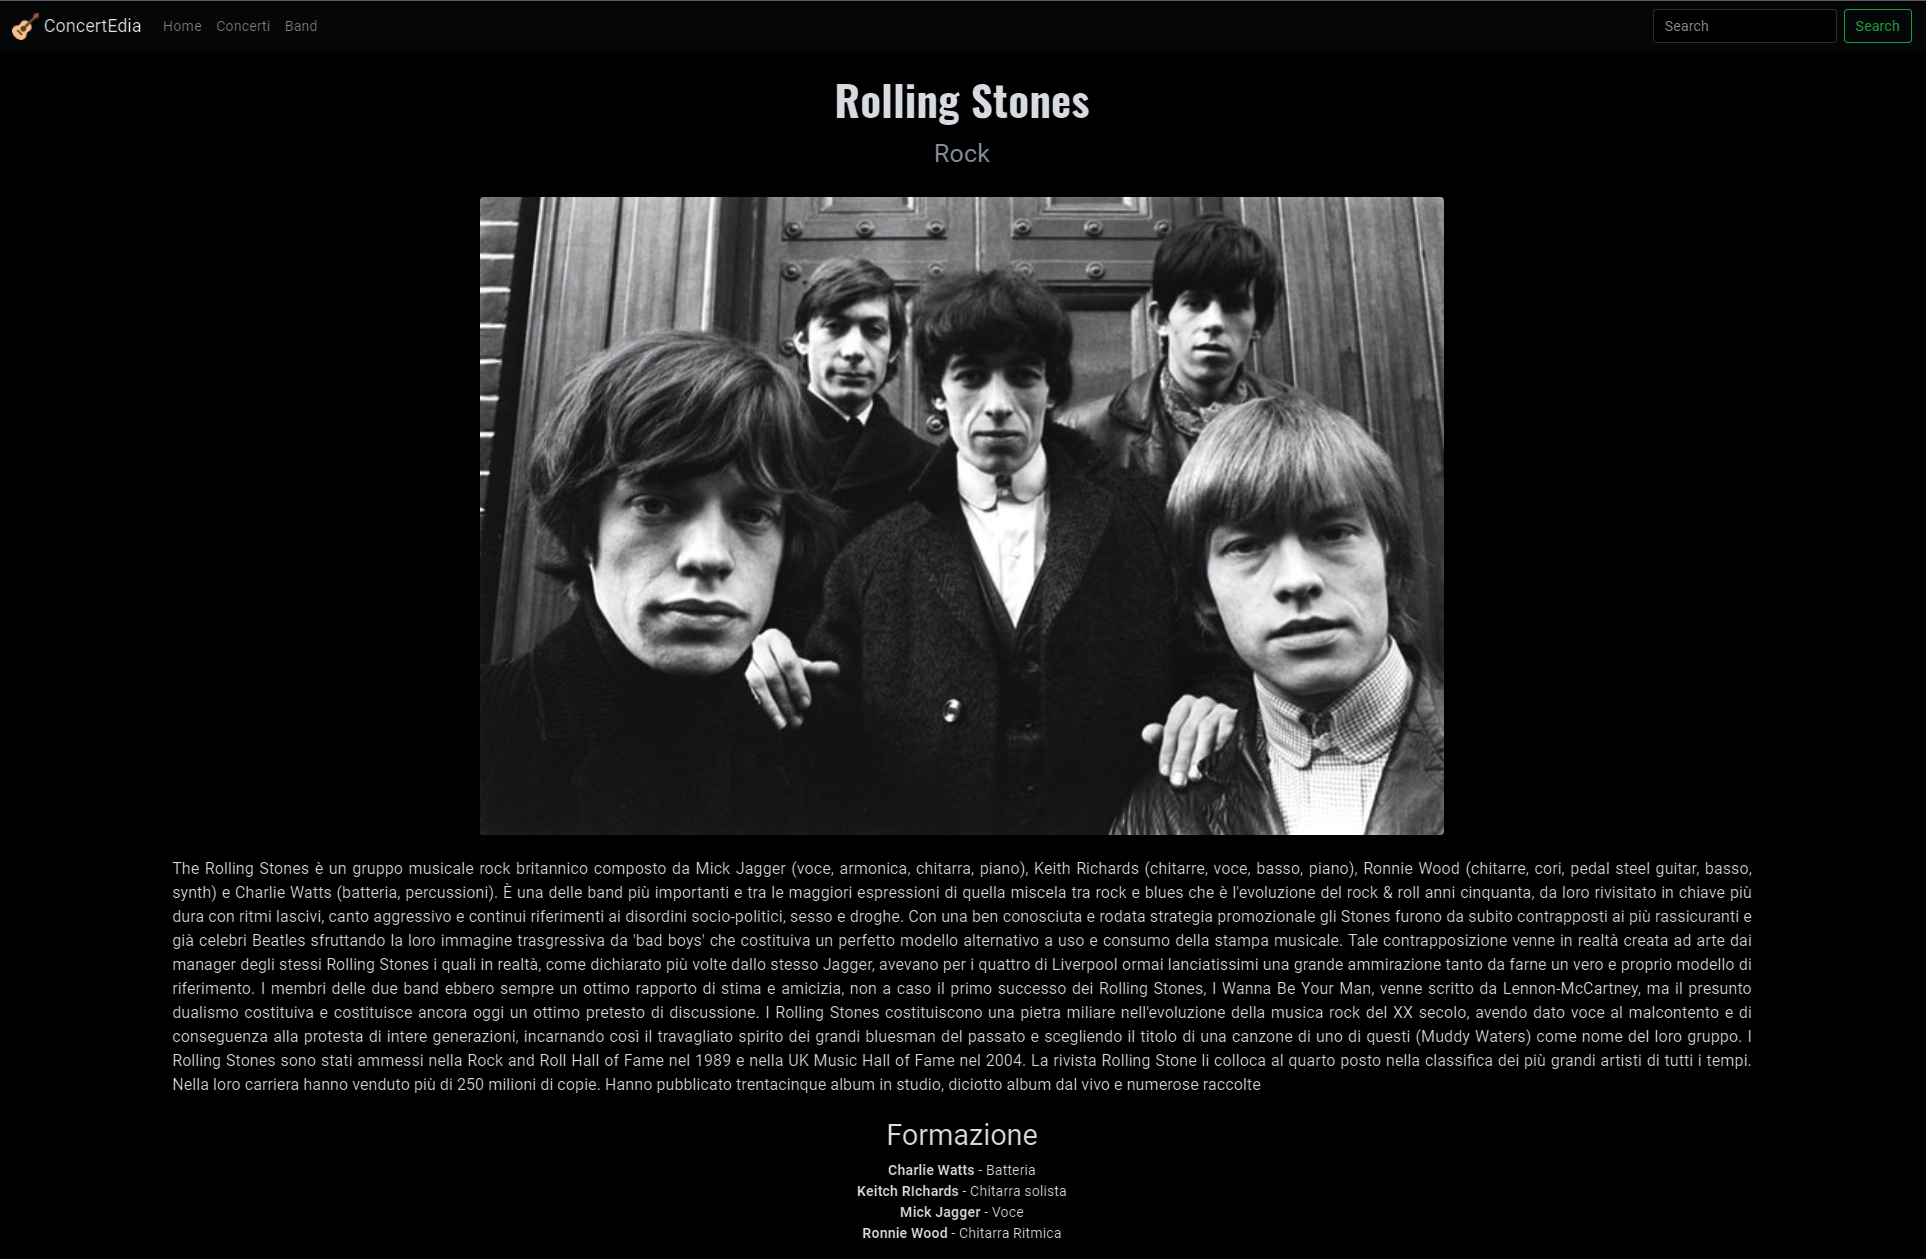 ConcertEdia Home Concerti Band Search Search
Rolling Stones
Rock
The Rolling Stones è un gruppo musicale rock britannico composto da Mick Jagger (voce, armonica, chitarra, piano), Keith Richards (chitarre, voce, basso, piano), Ronnie Wood (chitarre, cori, pedal steel guitar, basso,
synth) e Charlie Watts (batteria, percussioni). È una delle band più importanti e tra le maggiori espressioni di quella miscela tra rock e blues che è l'evoluzione del rock & roll anni cinquanta, da loro rivisitato in chiave più
dura con ritmi lascivi, canto aggressivo e continui riferimenti ai disordini socio-politici, sesso e droghe. Con una ben conosciuta e rodata strategia promozionale gli Stones furono da subito contrapposti ai più rassicuranti e
già celebri Beatles sfruttando la loro immagine trasgressiva da 'bad boys' che costituiva un perfetto modello alternativo a uso e consumo della stampa musicale. Tale contrapposizione venne in realtà creata ad arte dai
manager degli stessi Rolling Stones i quali in realtà, come dichiarato più volte dallo stesso Jagger, avevano per i quattro di Liverpool ormai lanciatissimi una grande ammirazione tanto da farne un vero e proprio modello di
riferimento. I membri delle due band ebbero sempre un ottimo rapporto di stima e amicizia, non a caso il primo successo dei Rolling Stones, I Wanna Be Your Man, venne scritto da Lennon-McCartney, ma il presunto
dualismo costituiva e costituisce ancora oggi un ottimo pretesto di discussione. I Rolling Stones costituiscono una pietra miliare nell'evoluzione della musica rock del XX secolo, avendo dato voce al malcontento e di
conseguenza alla protesta di intere generazioni, incarnando così il travagliato spirito dei grandi bluesman del passato e scegliendo il titolo di una canzone di uno di questi (Muddy Waters) come nome del loro gruppo. I
Rolling Stones sono stati ammessi nella Rock and Roll Hall of Fame nel 1989 e nella UK Music Hall of Fame nel 2004. La rivista Rolling Stone li colloca al quarto posto nella classifica dei più grandi artisti di tutti i tempi.
Nella loro carriera hanno venduto più di 250 milioni di copie. Hanno pubblicato trentacinque album in studio, diciotto album dal vivo e numerose raccolte
Formazione
Charlie Watts - Batteria
Keitch RIchards - Chitarra solista
Mick Jagger - Voce
Ronnie Wood - Chitarra Ritmica